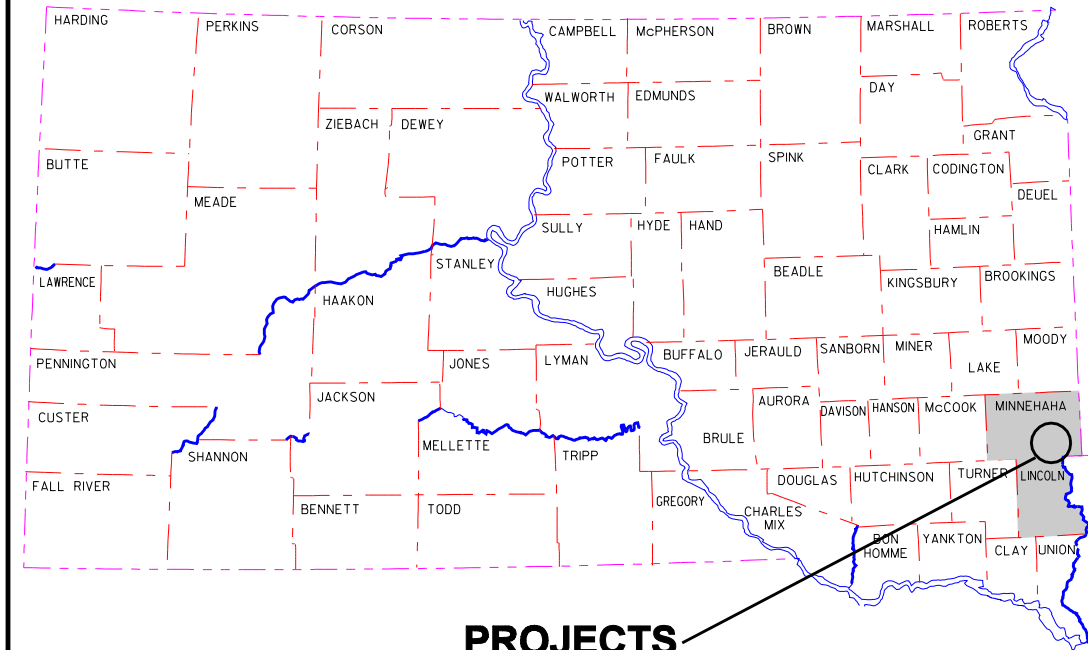 HARDING
PERKINS
CORSON
CAMPBELL
McPHERSON
BROWN
MARSHALL
ROBERTS
WALWORTH
EDMUNDS
DAY
ZIEBACH
DEWEY
GRANT
BUTTE
POTTER
FAULK
SPINK
CLARK
CODINGTON
MEADE
DEUEL
SULLY
HYDE
HAND
HAMLIN
STANLEY
BEADLE
LAWRENCE
KINGSBURY
BROOKINGS
HAAKON
HUGHES
PENNINGTON
JONES
LYMAN
BUFFALO
JERAULD
SANBORN
MINER
MOODY
LAKE
JACKSON
CUSTER
AURORA
DAVISON
HANSON
McCOOK
MINNEHAHA
MELLETTE
BRULE
SHANNON
TRIPP
FALL RIVER
DOUGLAS
HUTCHINSON
TURNER
LINCOLN
BENNETT
TODD
GREGORY
CHARLES
MIX
BON
HOMME
YANKTON
CLAY
UNION
PROJECTS